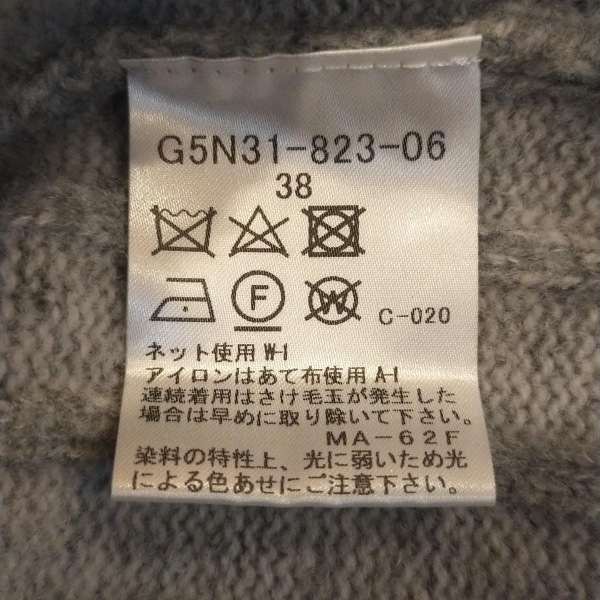 G5N31-823-06
38
F
W
C-020
ネット使用 W-1
アイロンはあて布使用 A-1
連続着用はさけ毛玉が発生した
場合は早めに取り除いて下さい。
MA-62F
染料の特性上、光に弱いため光
による色あせにご注意下さい。